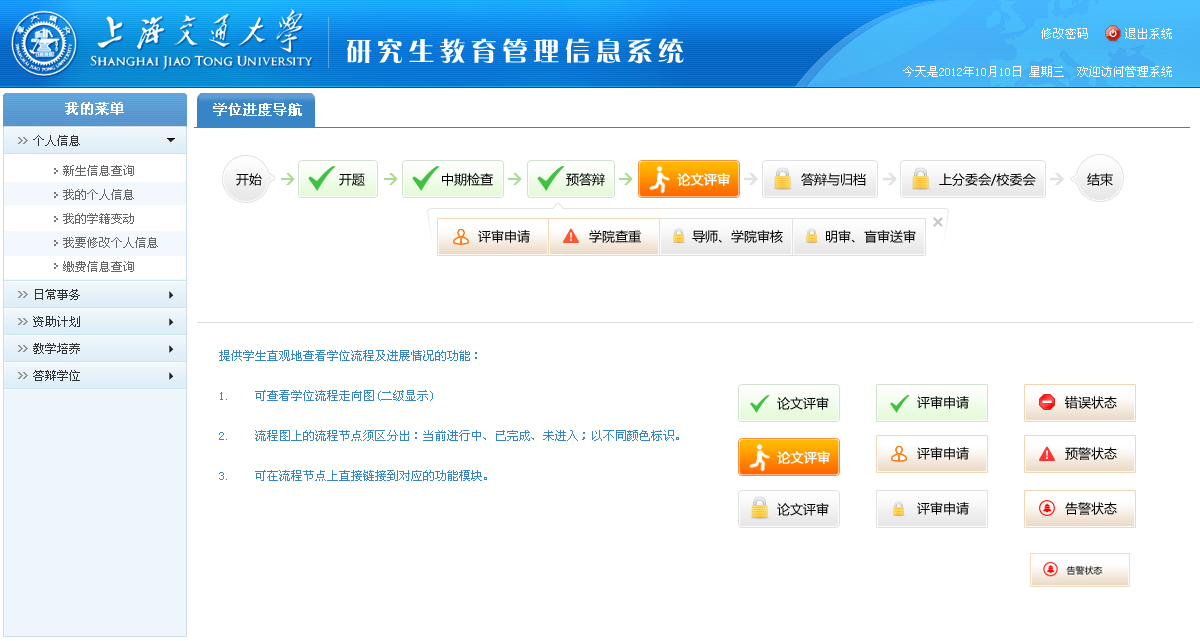 上海交通大学
SHANGHAI JIAO TONG UNIVERSITY
研究生教育管理信息系统
修改密码 退出系统
今天是2012年10月10日 星期三 欢迎访问管理系统
我的菜单
个人信息
新生信息查询
我的个人信息
我的学籍变动
我要修改个人信息
缴费信息查询
日常事务
资助计划
教学培养
答辩学位
学位进度导航
开始 开题 中期检查 预答辩 论文评审 答辩与归档 上分委会/校委会 结束
评审申请 学院查重 导师、学院审核 明审、盲审送审
提供学生直观地查看学位流程及进展情况的功能：
1. 可查看学位流程走向图(二级显示)
2. 流程图上的流程节点须区分出：当前进行中、已完成、未进入；以不同颜色标识。
3. 可在流程节点上直接链接到对应的功能模块。
论文评审 评审申请 错误状态
论文评审 评审申请 预警状态
论文评审 评审申请 告警状态
告警状态